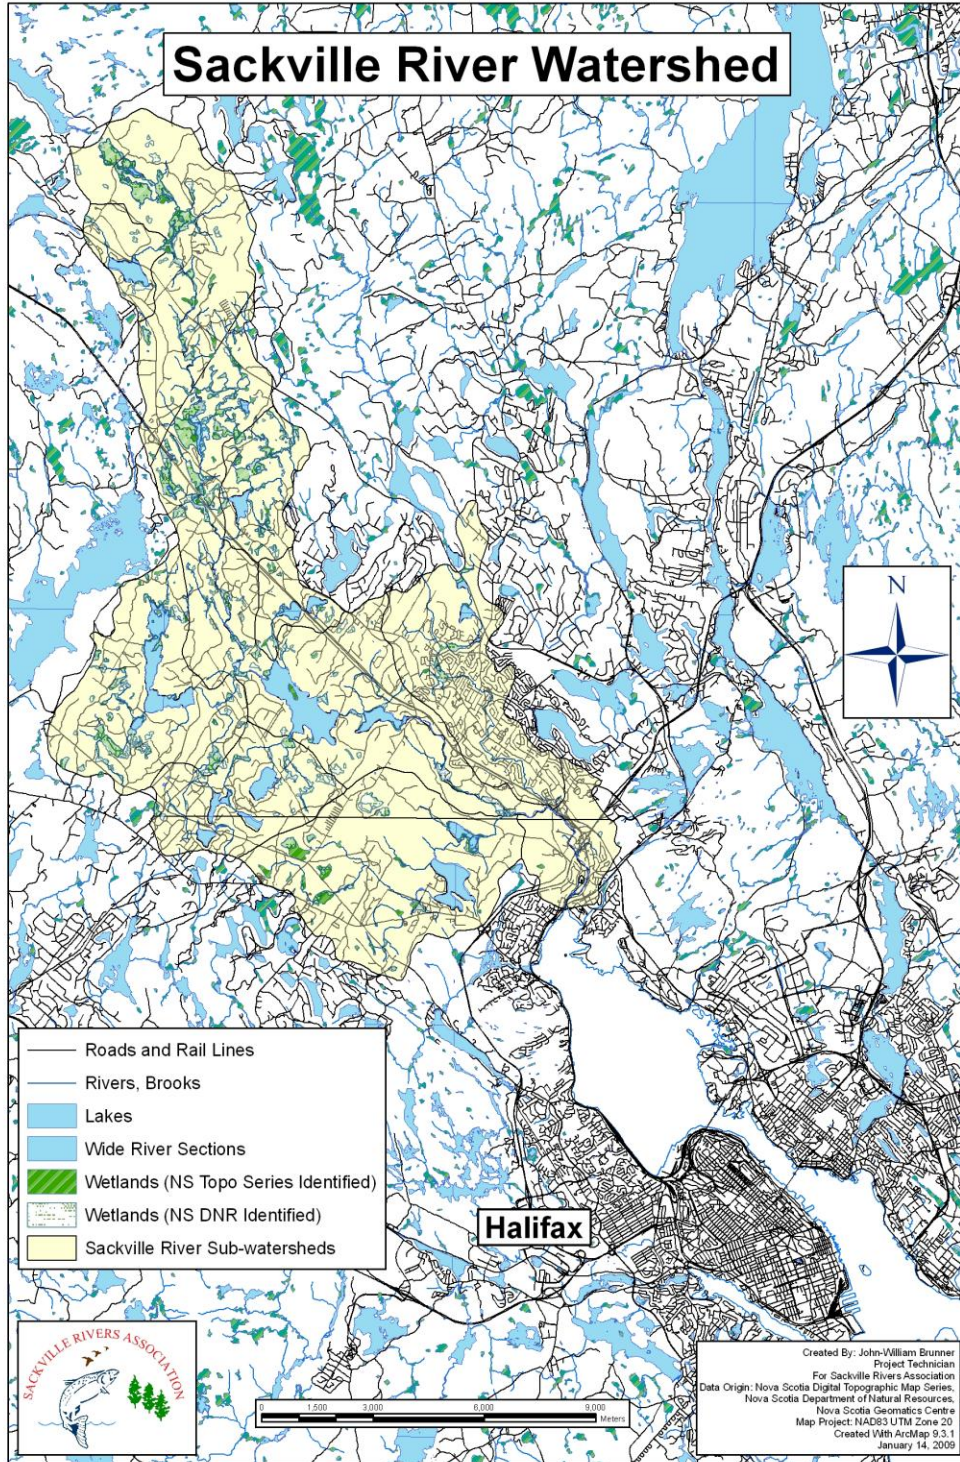 Sackville River Watershed
N
Roads and Rail Lines
Rivers, Brooks
Lakes
Wide River Sections
Wetlands (NS Topo Series Identified)
Wetlands (NS DNR Identified)
Sackville River Sub-watersheds
Halifax
SACKVILLE RIVERS ASSOCIATION
0 1,500 3,000 6,000 9,000
Meters
Created By: John-William Brunner
Project Technician
For Sackville Rivers Association
Data Origin: Nova Scotia Digital Topographic Map Series,
Nova Scotia Department of Natural Resources,
Nova Scotia Geomatics Centre
Map Project: NAD83 UTM Zone 20
Created With ArcMap 9.3.1
January 14, 2009